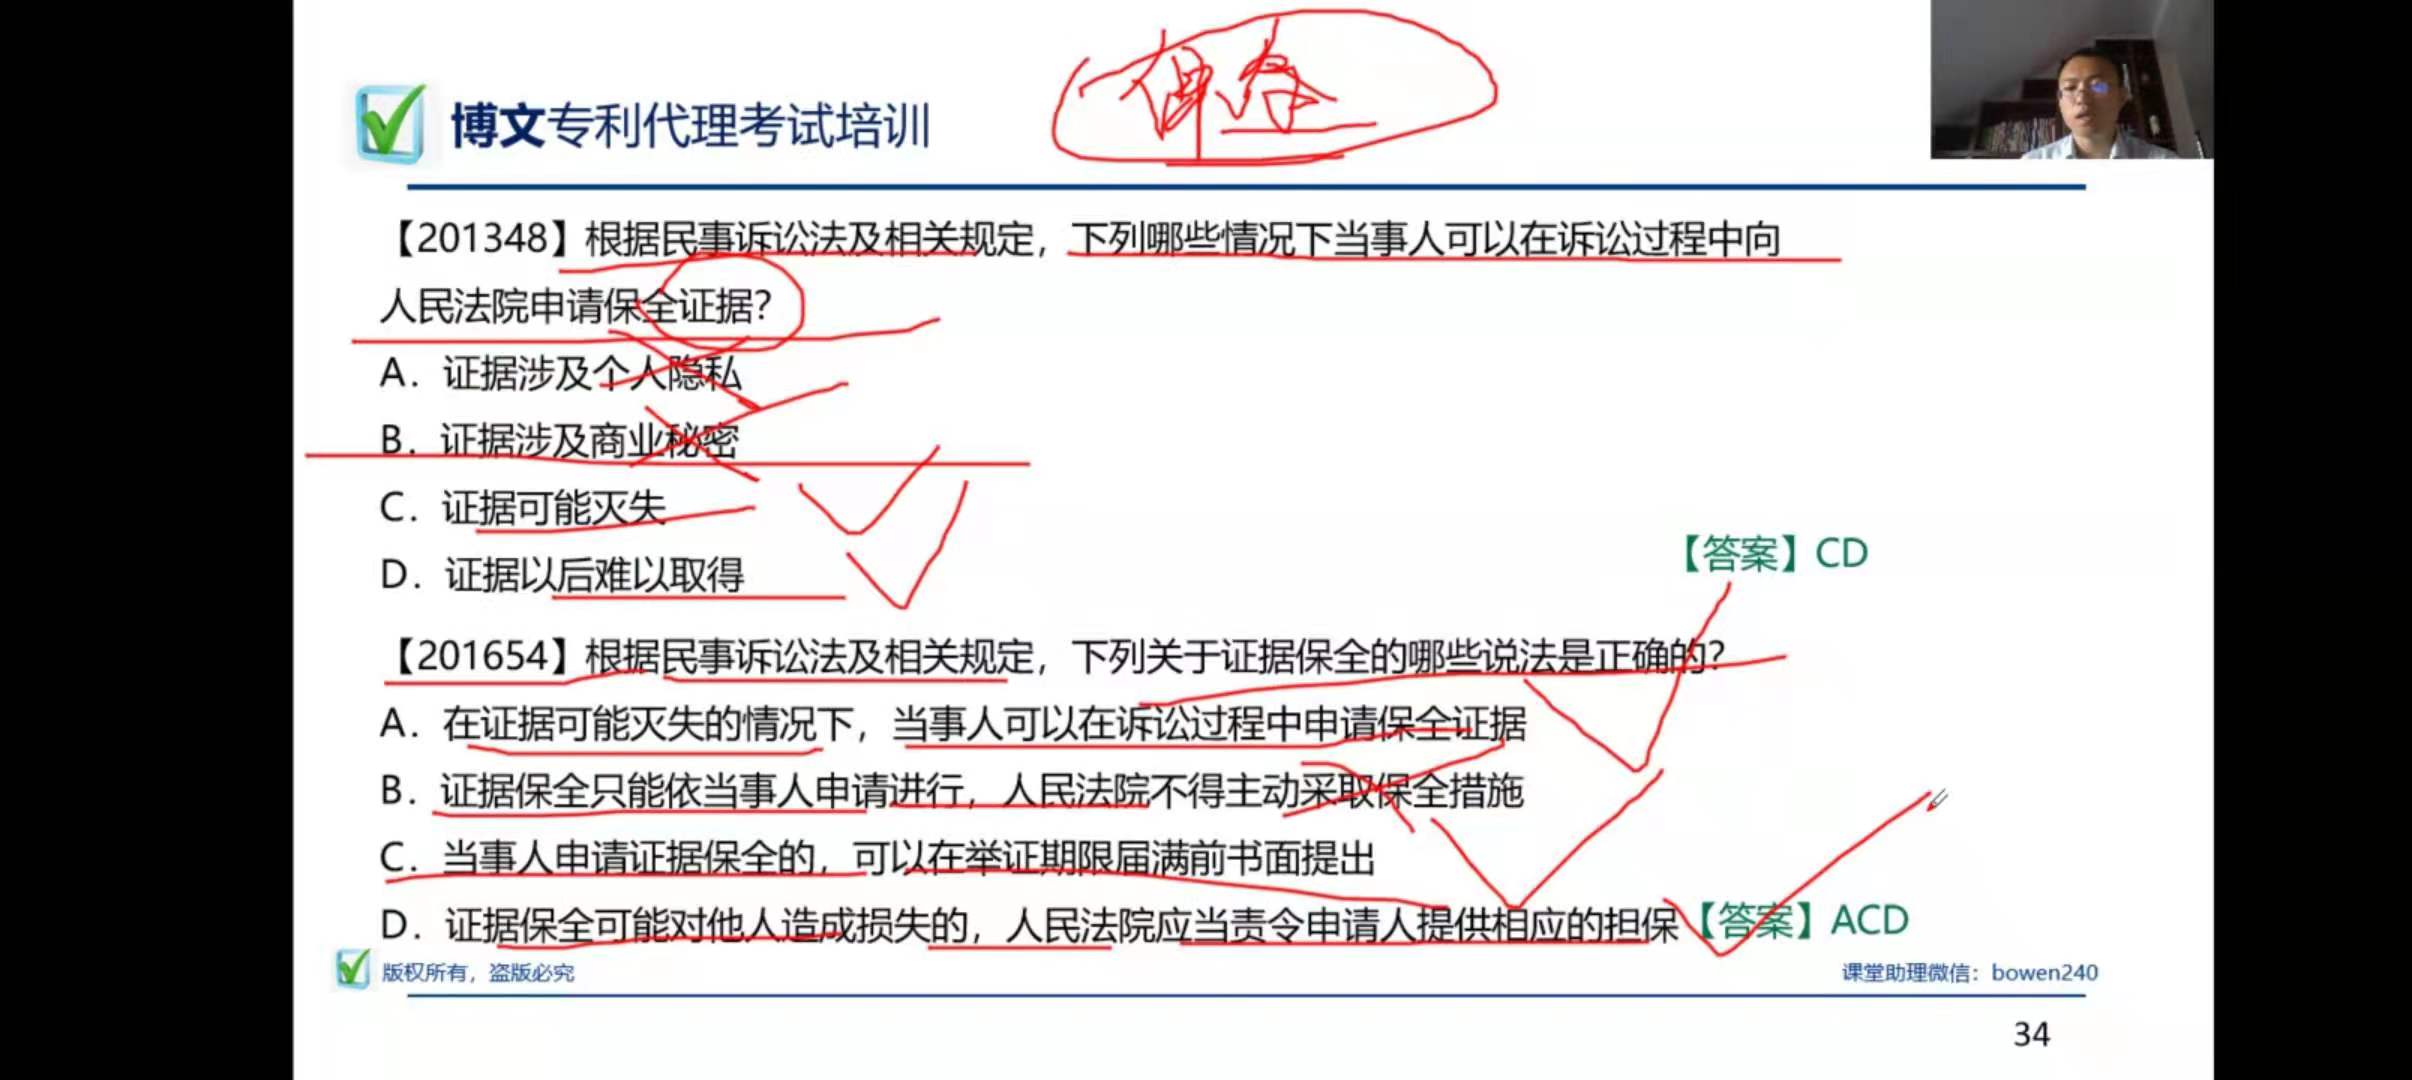 博文专利代理考试培训
【201348】根据民事诉讼法及相关规定，下列哪些情况下当事人可以在诉讼过程中向
人民法院申请保全证据？
A．证据涉及个人隐私
B．证据涉及商业秘密
C．证据可能灭失
D．证据以后难以取得
【答案】CD
【201654】根据民事诉讼法及相关规定，下列关于证据保全的哪些说法是正确的？
A．在证据可能灭失的情况下，当事人可以在诉讼过程中申请保全证据
B．证据保全只能依当事人申请进行，人民法院不得主动采取保全措施
C．当事人申请证据保全的，可以在举证期限届满前书面提出
D．证据保全可能对他人造成损失的，人民法院应当责令申请人提供相应的担保【答案】ACD
版权所有，盗版必究
课堂助理微信：bowen240
34